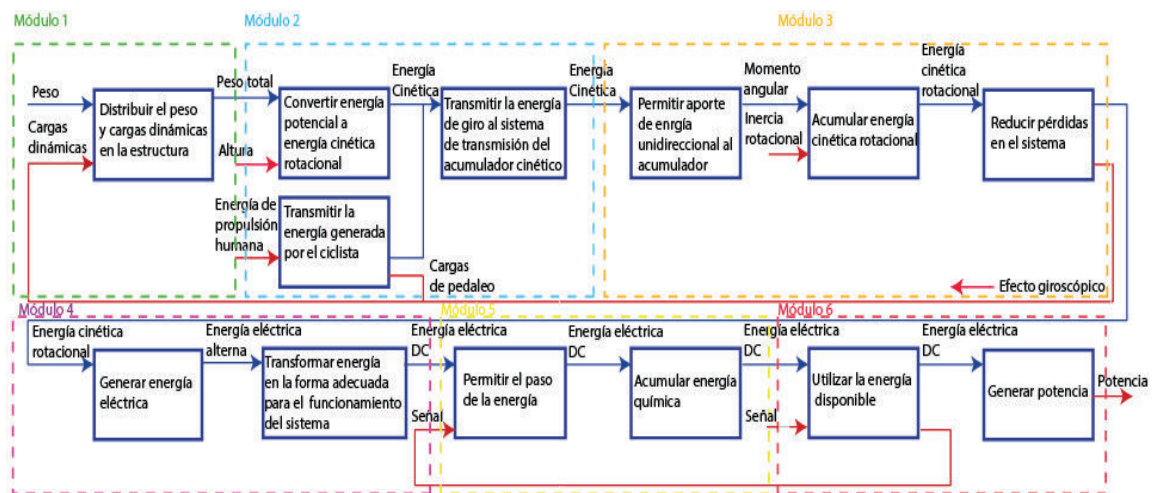 Módulo 1
Módulo 2
Módulo 3
Peso
Cargas
dinámicas
Distribuir el peso
y cargas dinámicas
en la estructura
Peso total
Altura
Convertir energía
potencial a
energía cinética
rotacional
Energía
Cinética
Transmitir la energía
de giro al sistema
de transmisión del
acumulador cinético
Energía
Cinética
Permitir aporte
de enrgía
unidireccional al
acumulador
Momento
angular
Inercia
rotacional
Acumular energía
cinética rotacional
Energía
cinética
rotacional
Reducir pérdidas
en el sistema
Energía de
propulsión
humana
Transmitir la
energía generada
por el ciclista
Cargas
de pedaleo
Efecto giroscópico
Módulo 4
Módulo 5
Módulo 6
Energía cinética
rotacional
Generar energía
eléctrica
Energía eléctrica
alterna
Transformar energía
en la forma adecuada
para el funcionamiento
del sistema
Energía eléctrica
DC
Señal
Permitir el paso
de la energía
Energía eléctrica
DC
Acumular energía
química
Energía eléctrica
DC
Señal
Utilizar la energía
disponible
Energía eléctrica
DC
Generar potencia
Potencia